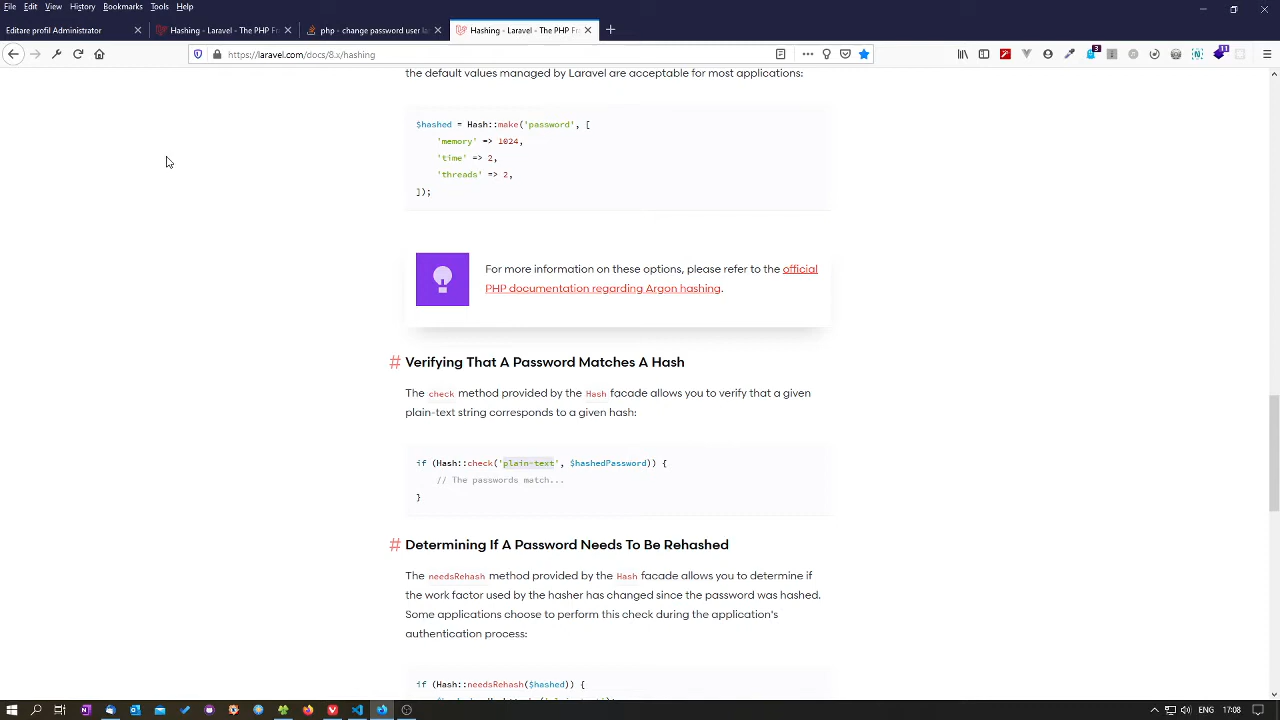 File Edit View History Bookmarks Tools Help
Editare profil Administrator
Hashing - Laravel - The PHP Fr
php - change password user la
Hashing - Laravel - The PHP Fr
https://laravel.com/docs/8.x/hashing
3
11
the default values managed by Laravel are acceptable for most applications:
$hashed = Hash::make('password', [
'memory' => 1024,
'time' => 2,
'threads' => 2,
]);
For more information on these options, please refer to the official
PHP documentation regarding Argon hashing.
# Verifying That A Password Matches A Hash
The check method provided by the Hash facade allows you to verify that a given
plain-text string corresponds to a given hash:
if (Hash::check('plain-text', $hashedPassword)) {
// The passwords match...
}
# Determining If A Password Needs To Be Rehashed
The needsRehash method provided by the Hash facade allows you to determine if
the work factor used by the hasher has changed since the password was hashed.
Some applications choose to perform this check during the application's
authentication process:
if (Hash::needsRehash($hashed)) {
ENG 17:08